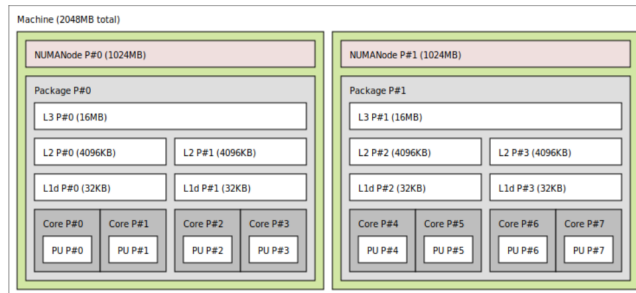 Machine (2048MB total)
NUMANode P#0 (1024MB)
Package P#0
L3 P#0 (16MB)
L2 P#0 (4096KB) L2 P#1 (4096KB)
L1d P#0 (32KB) L1d P#1 (32KB)
Core P#0 Core P#1 Core P#2 Core P#3
PU P#0 PU P#1 PU P#2 PU P#3
NUMANode P#1 (1024MB)
Package P#1
L3 P#1 (16MB)
L2 P#2 (4096KB) L2 P#3 (4096KB)
L1d P#2 (32KB) L1d P#3 (32KB)
Core P#4 Core P#5 Core P#6 Core P#7
PU P#4 PU P#5 PU P#6 PU P#7